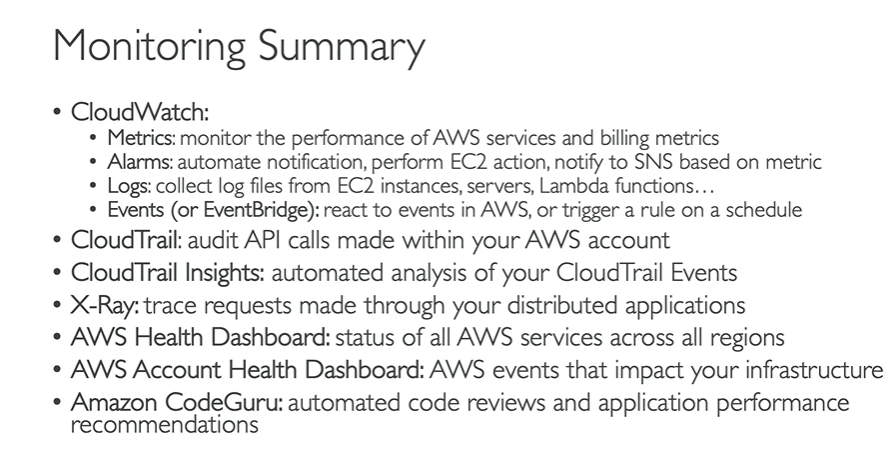 Monitoring Summary
• CloudWatch:
• Metrics: monitor the performance of AWS services and billing metrics
• Alarms: automate notification, perform EC2 action, notify to SNS based on metric
• Logs: collect log files from EC2 instances, servers, Lambda functions…
• Events (or EventBridge): react to events in AWS, or trigger a rule on a schedule
• CloudTrail: audit API calls made within your AWS account
• CloudTrail Insights: automated analysis of your CloudTrail Events
• X-Ray: trace requests made through your distributed applications
• AWS Health Dashboard: status of all AWS services across all regions
• AWS Account Health Dashboard: AWS events that impact your infrastructure
• Amazon CodeGuru: automated code reviews and application performance
recommendations